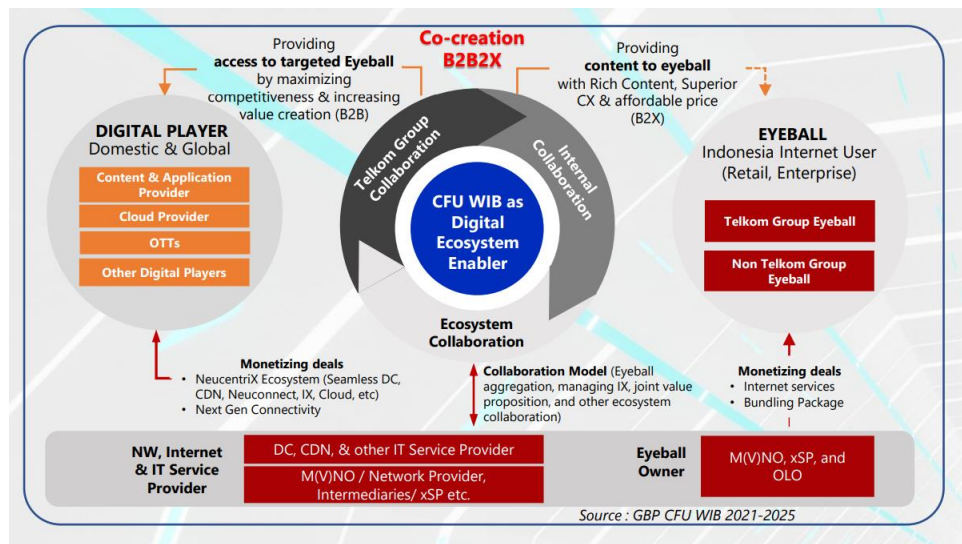 Co-creation
B2B2X
Providing
access to targeted Eyeball
by maximizing
competitiveness & increasing
value creation (B2B)
Providing
content to eyeball
with Rich Content, Superior
CX & affordable price
(B2X)
DIGITAL PLAYER
Domestic & Global
Content & Application
Provider
Cloud Provider
OTTs
Other Digital Players
Telkom Group
Collaboration
Internal
Collaboration
CFU WIB as
Digital
Ecosystem
Enabler
Ecosystem
Collaboration
EYEBALL
Indonesia Internet User
(Retail, Enterprise)
Telkom Group Eyeball
Non Telkom Group
Eyeball
Monetizing deals
• NeucentriX Ecosystem (Seamless DC,
CDN, Neuconnect, IX, Cloud, etc)
• Next Gen Connectivity
Collaboration Model (Eyeball
aggregation, managing IX, joint value
proposition, and other ecosystem
collaboration)
Monetizing deals
• Internet services
• Bundling Package
NW, Internet
& IT Service
Provider
DC, CDN, & other IT Service Provider
M(V)NO / Network Provider,
Intermediaries/ xSP etc.
Eyeball
Owner
M(V)NO, xSP, and
OLO
Source : GBP CFU WIB 2021-2025